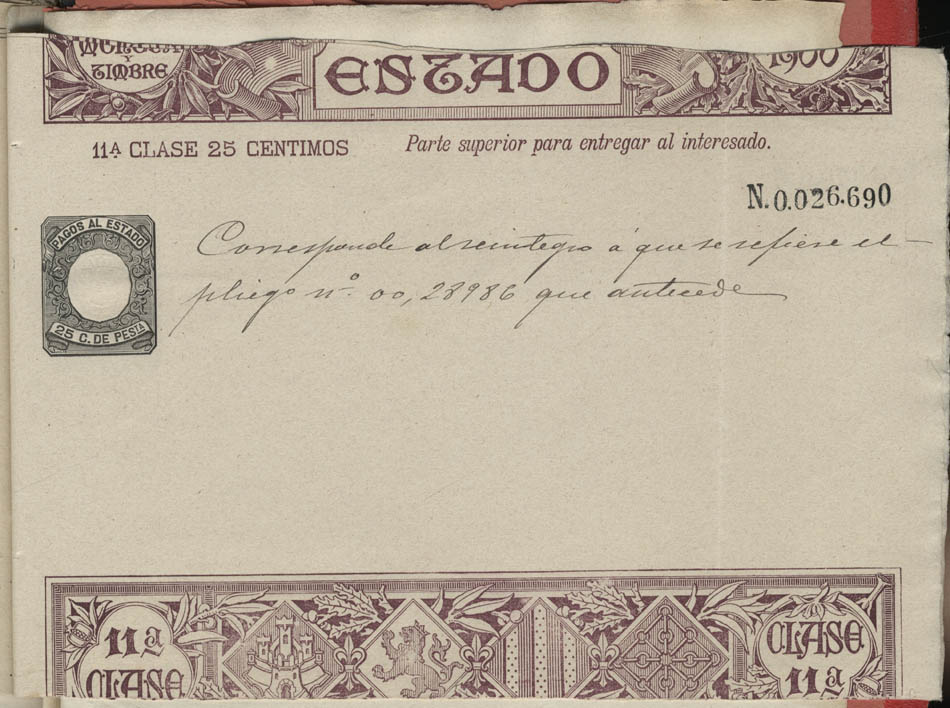 TIMBRE
ESTADO
1900
11ª CLASE 25 CENTIMOS
Parte superior para entregar al interesado.
N.0.026.690
PAGOS AL ESTADO
25 C. DE PESTA
Corresponde al reintegro á que se refiere el
pliego nº. 00,28986 que antecede
11ª
CLASE
CLASE
11ª